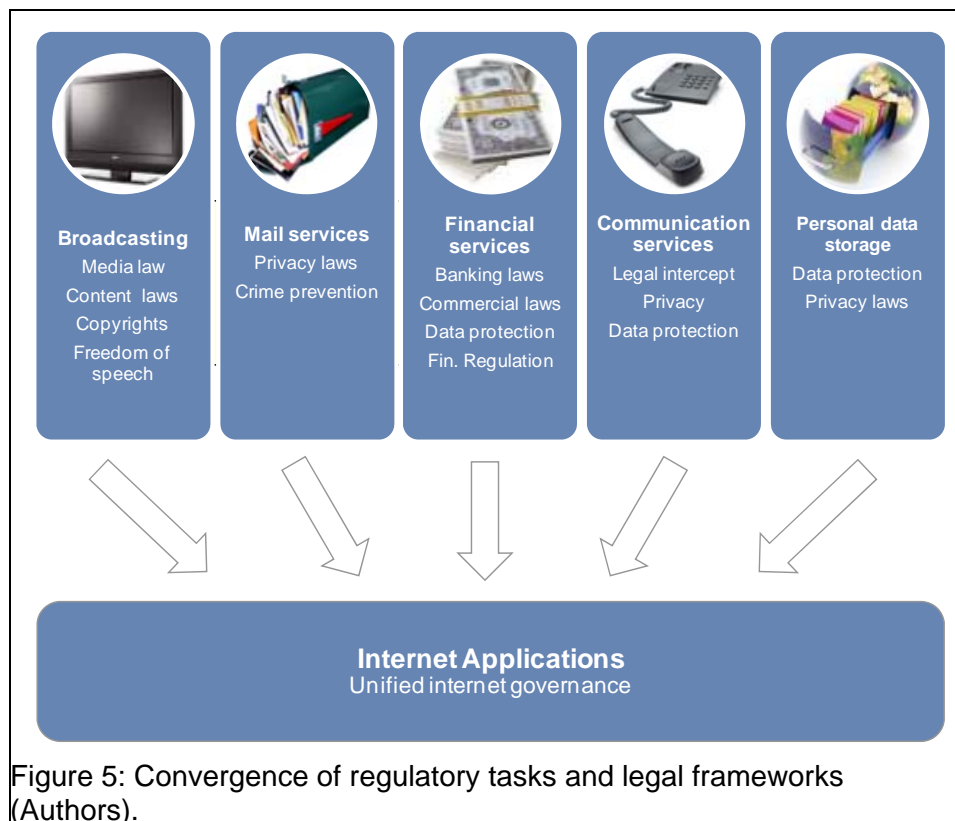 Broadcasting
Media law
Content laws
Copyrights
Freedom of
speech
Mail services
Privacy laws
Crime prevention
Financial
services
Banking laws
Commercial laws
Data protection
Fin. Regulation
Communication
services
Legal intercept
Privacy
Data protection
Personal data
storage
Data protection
Privacy laws
Internet Applications
Unified internet governance
Figure 5: Convergence of regulatory tasks and legal frameworks
(Authors).